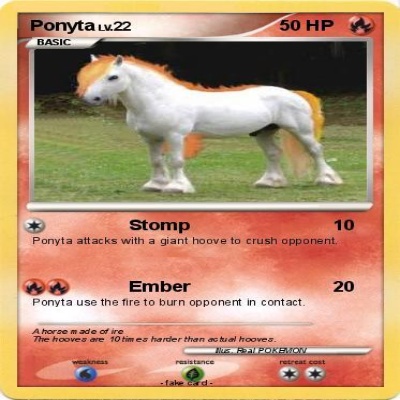 Ponyta LV.22 50 HP
BASIC
Stomp 10
Ponyta attacks with a giant hoove to crush opponent.
Ember 20
Ponyta use the fire to burn opponent in contact.
A horse made of ire
The hooves are 10 times harder than actual hooves.
Illus. Real POKEMON
weakness resistance retreat cost
- fake card -